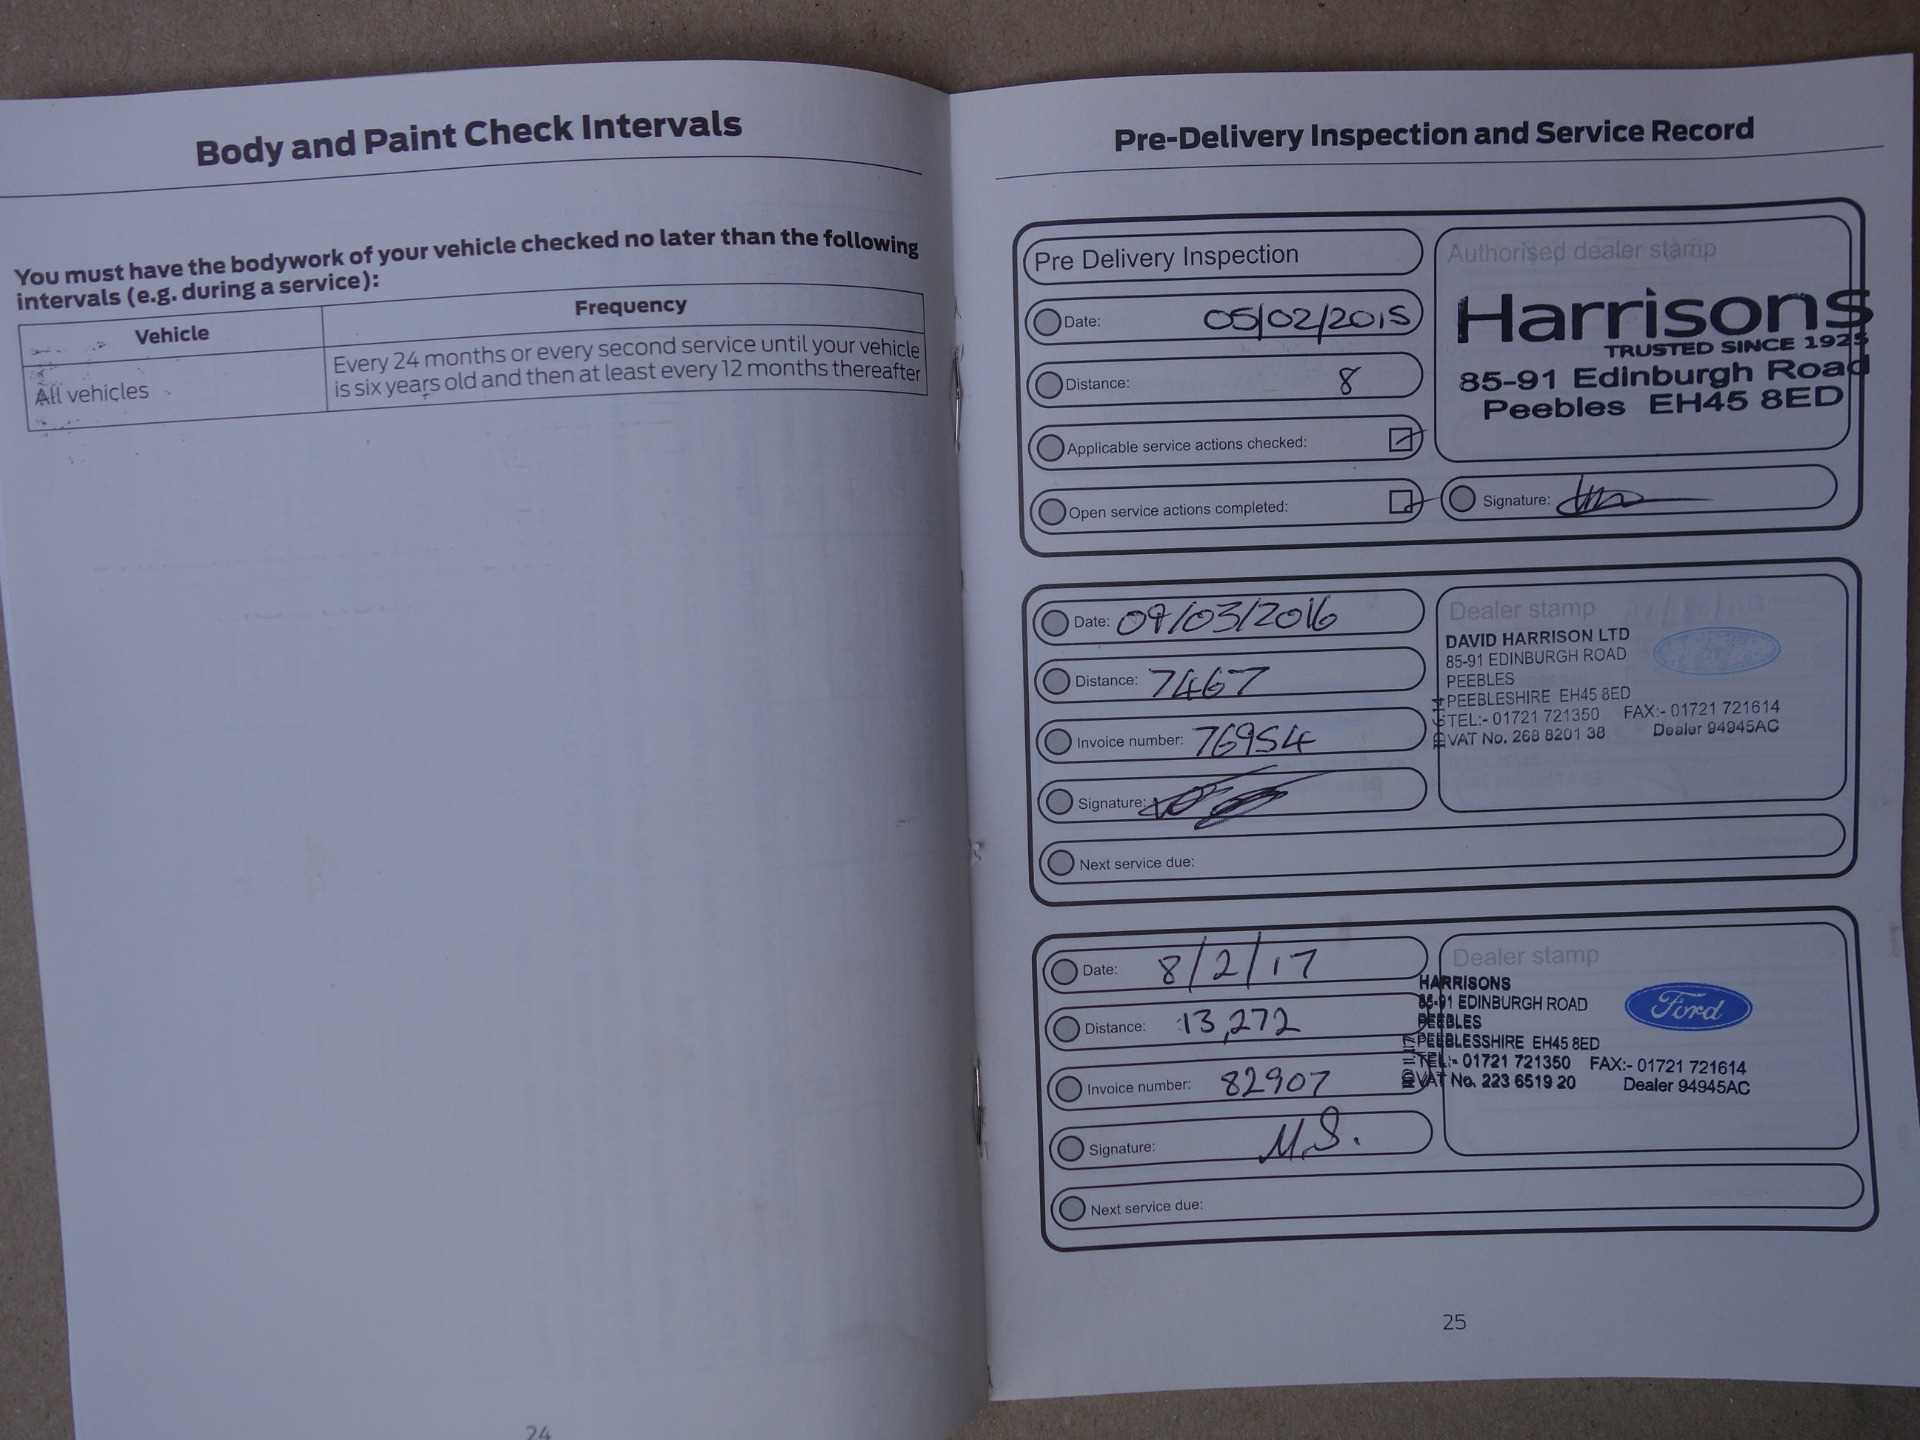 Body and Paint Check Intervals
You must have the bodywork of your vehicle checked no later than the following
intervals (e.g. during a service):
Vehicle
Frequency
All vehicles
Every 24 months or every second service until your vehicle
is six years old and then at least every 12 months thereafter
24
Pre-Delivery Inspection and Service Record
Pre Delivery Inspection
Date: 05/02/2015
Distance: 8
Applicable service actions checked:
Open service actions completed:
Authorised dealer stamp
Harrisons
TRUSTED SINCE 1925
85-91 Edinburgh Road
Peebles EH45 8ED
Signature:
Date: 09/03/2016
Distance: 7467
Invoice number: 76954
Signature:
Next service due:
Dealer stamp
DAVID HARRISON LTD
85-91 EDINBURGH ROAD
PEEBLES
PEEBLESHIRE EH45 8ED
TEL:- 01721 721350 FAX:- 01721 721614
VAT No. 268 8201 38 Dealer 94945AC
Date: 8/2/17
Distance: 13,272
Invoice number: 82907
Signature: M.S.
Next service due:
Dealer stamp
HARRISONS
85-91 EDINBURGH ROAD
PEEBLES
PEEBLESSHIRE EH45 8ED
TEL:- 01721 721350 FAX:- 01721 721614
VAT No. 223 6519 20 Dealer 94945AC
Ford
25